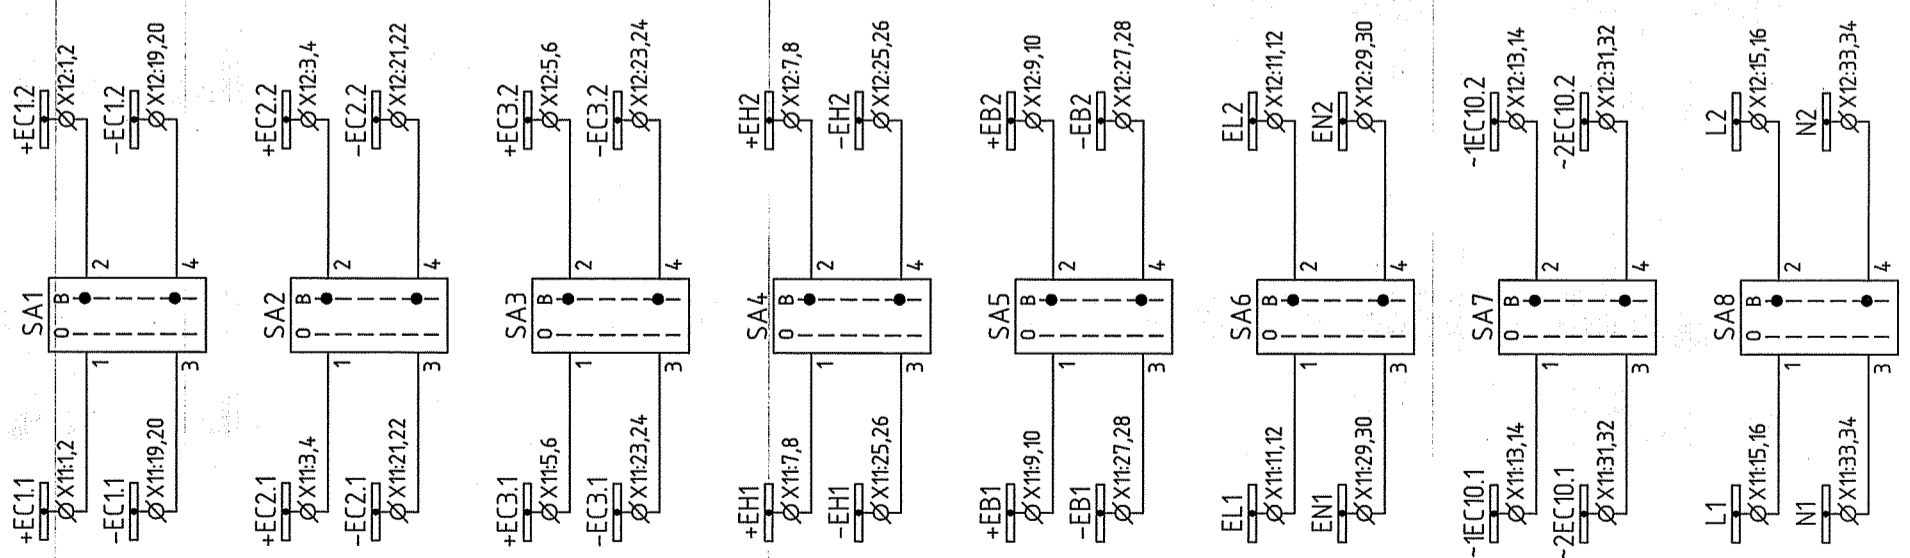 +EC1.1
X11:1,2
-EC1.1
X11:19,20
SA1
O
B
1
2
3
4
+EC1.2
X12:1,2
-EC1.2
X12:19,20
+EC2.1
X11:3,4
-EC2.1
X11:21,22
SA2
O
B
1
2
3
4
+EC2.2
X12:3,4
-EC2.2
X12:21,22
+EC3.1
X11:5,6
-EC3.1
X11:23,24
SA3
O
B
1
2
3
4
+EC3.2
X12:5,6
-EC3.2
X12:23,24
+EH1
X11:7,8
-EH1
X11:25,26
SA4
O
B
1
2
3
4
+EH2
X12:7,8
-EH2
X12:25,26
+EB1
X11:9,10
-EB1
X11:27,28
SA5
O
B
1
2
3
4
+EB2
X12:9,10
-EB2
X12:27,28
EL1
X11:11,12
EN1
X11:29,30
SA6
O
B
1
2
3
4
EL2
X12:11,12
EN2
X12:29,30
~1EC10.1
X11:13,14
~2EC10.1
X11:31,32
SA7
O
B
1
2
3
4
~1EC10.2
X12:13,14
~2EC10.2
X12:31,32
L1
X11:15,16
N1
X11:33,34
SA8
O
B
1
2
3
4
L2
X12:15,16
N2
X12:33,34